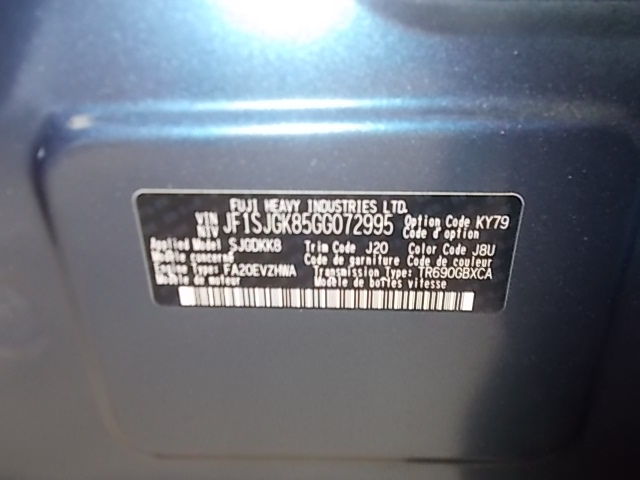 FUJI HEAVY INDUSTRIES LTD.
VIN NIV JF1SJGK85GG072995 Option Code KY79
Code d'option
Applied Model SJGDKK8 Trim Code J20 Color Code J8U
Modèle concerné Code de garniture Code de couleur
Engine Type FA20EVZHWA Transmission Type TR690GBXCA
Modèle de moteur Modèle de boîtes vitesse